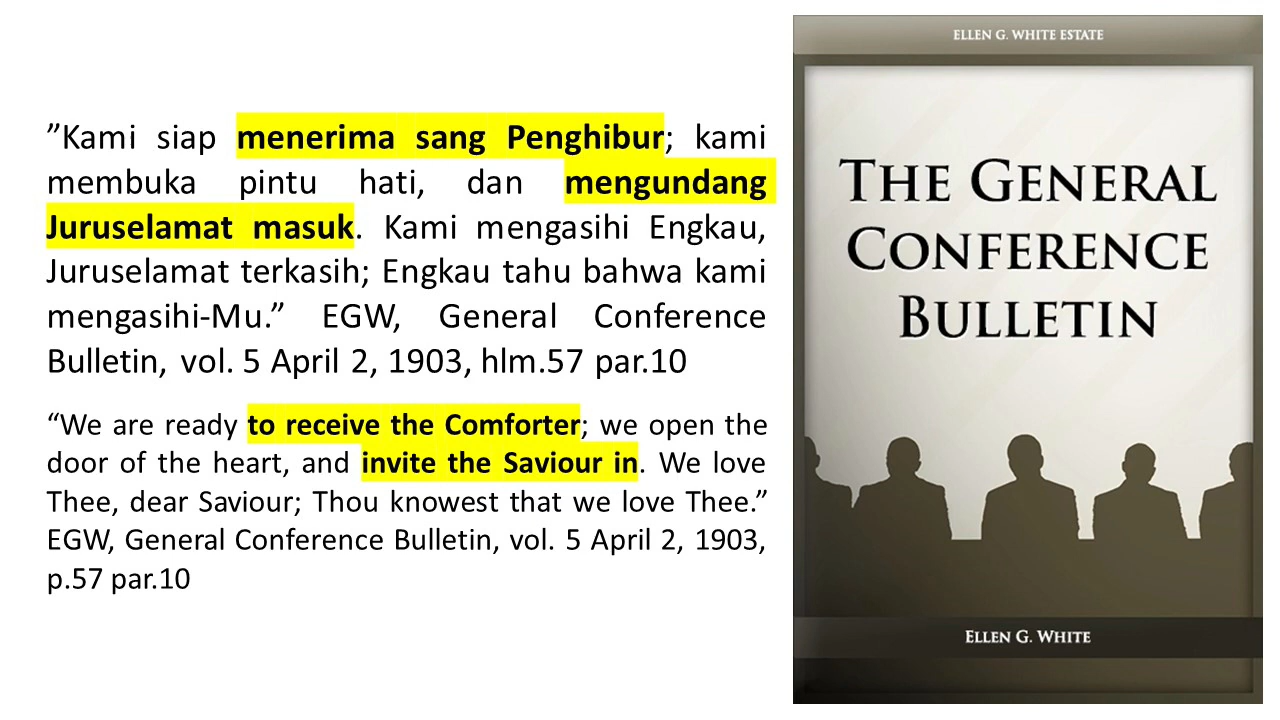 ”Kami siap menerima sang Penghibur; kami
membuka pintu hati, dan mengundang
Juruselamat masuk. Kami mengasihi Engkau,
Juruselamat terkasih; Engkau tahu bahwa kami
mengasihi-Mu.” EGW, General Conference
Bulletin, vol. 5 April 2, 1903, hlm.57 par.10
“We are ready to receive the Comforter; we open the
door of the heart, and invite the Saviour in. We love
Thee, dear Saviour; Thou knowest that we love Thee.”
EGW, General Conference Bulletin, vol. 5 April 2, 1903,
p.57 par.10
ELLEN G. WHITE ESTATE
THE GENERAL
CONFERENCE
BULLETIN
ELLEN G. WHITE